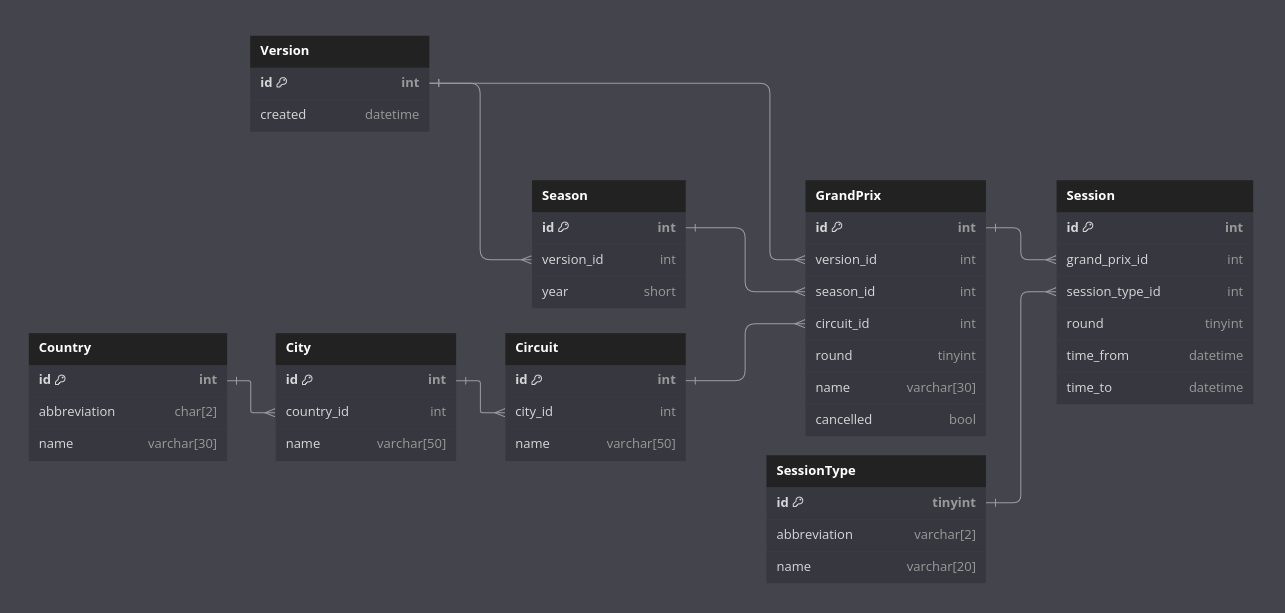 Version
id int
created datetime
Season
id int
version_id int
year short
GrandPrix
id int
version_id int
season_id int
circuit_id int
round tinyint
name varchar[30]
cancelled bool
Session
id int
grand_prix_id int
session_type_id int
round tinyint
time_from datetime
time_to datetime
Country
id int
abbreviation char[2]
name varchar[30]
City
id int
country_id int
name varchar[50]
Circuit
id int
city_id int
name varchar[50]
SessionType
id tinyint
abbreviation varchar[2]
name varchar[20]